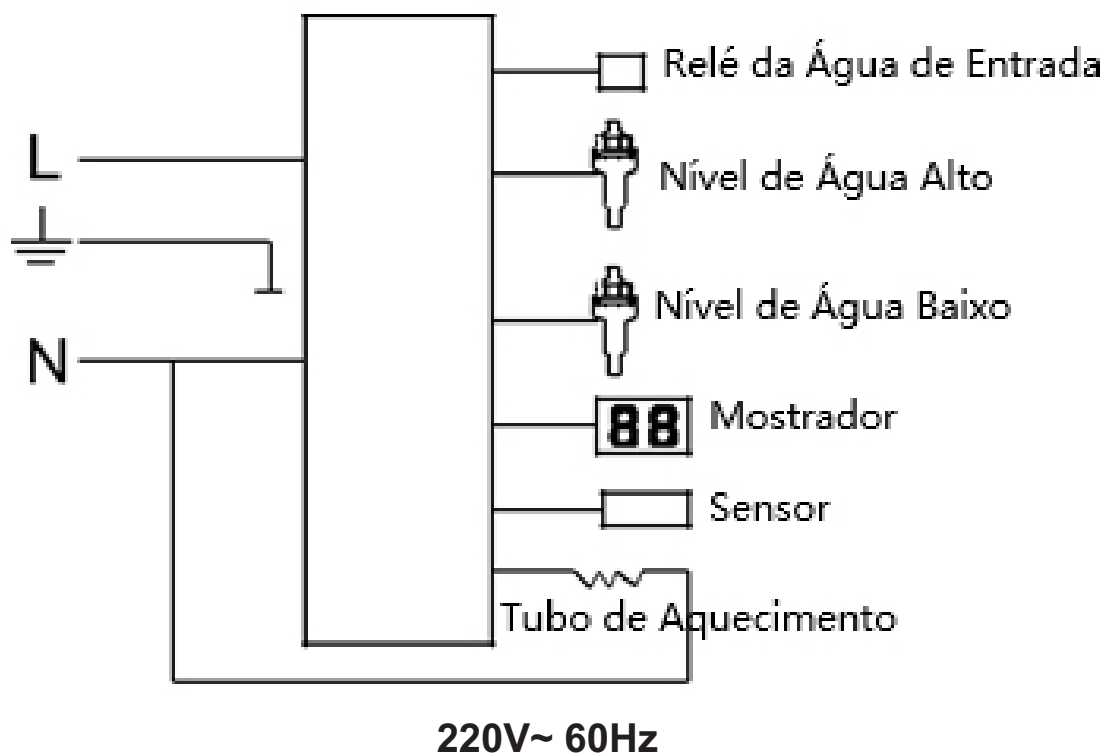 Relé da Água de Entrada
L
Nível de Água Alto
Nível de Água Baixo
N
88 Mostrador
Sensor
Tubo de Aquecimento
220V~ 60Hz